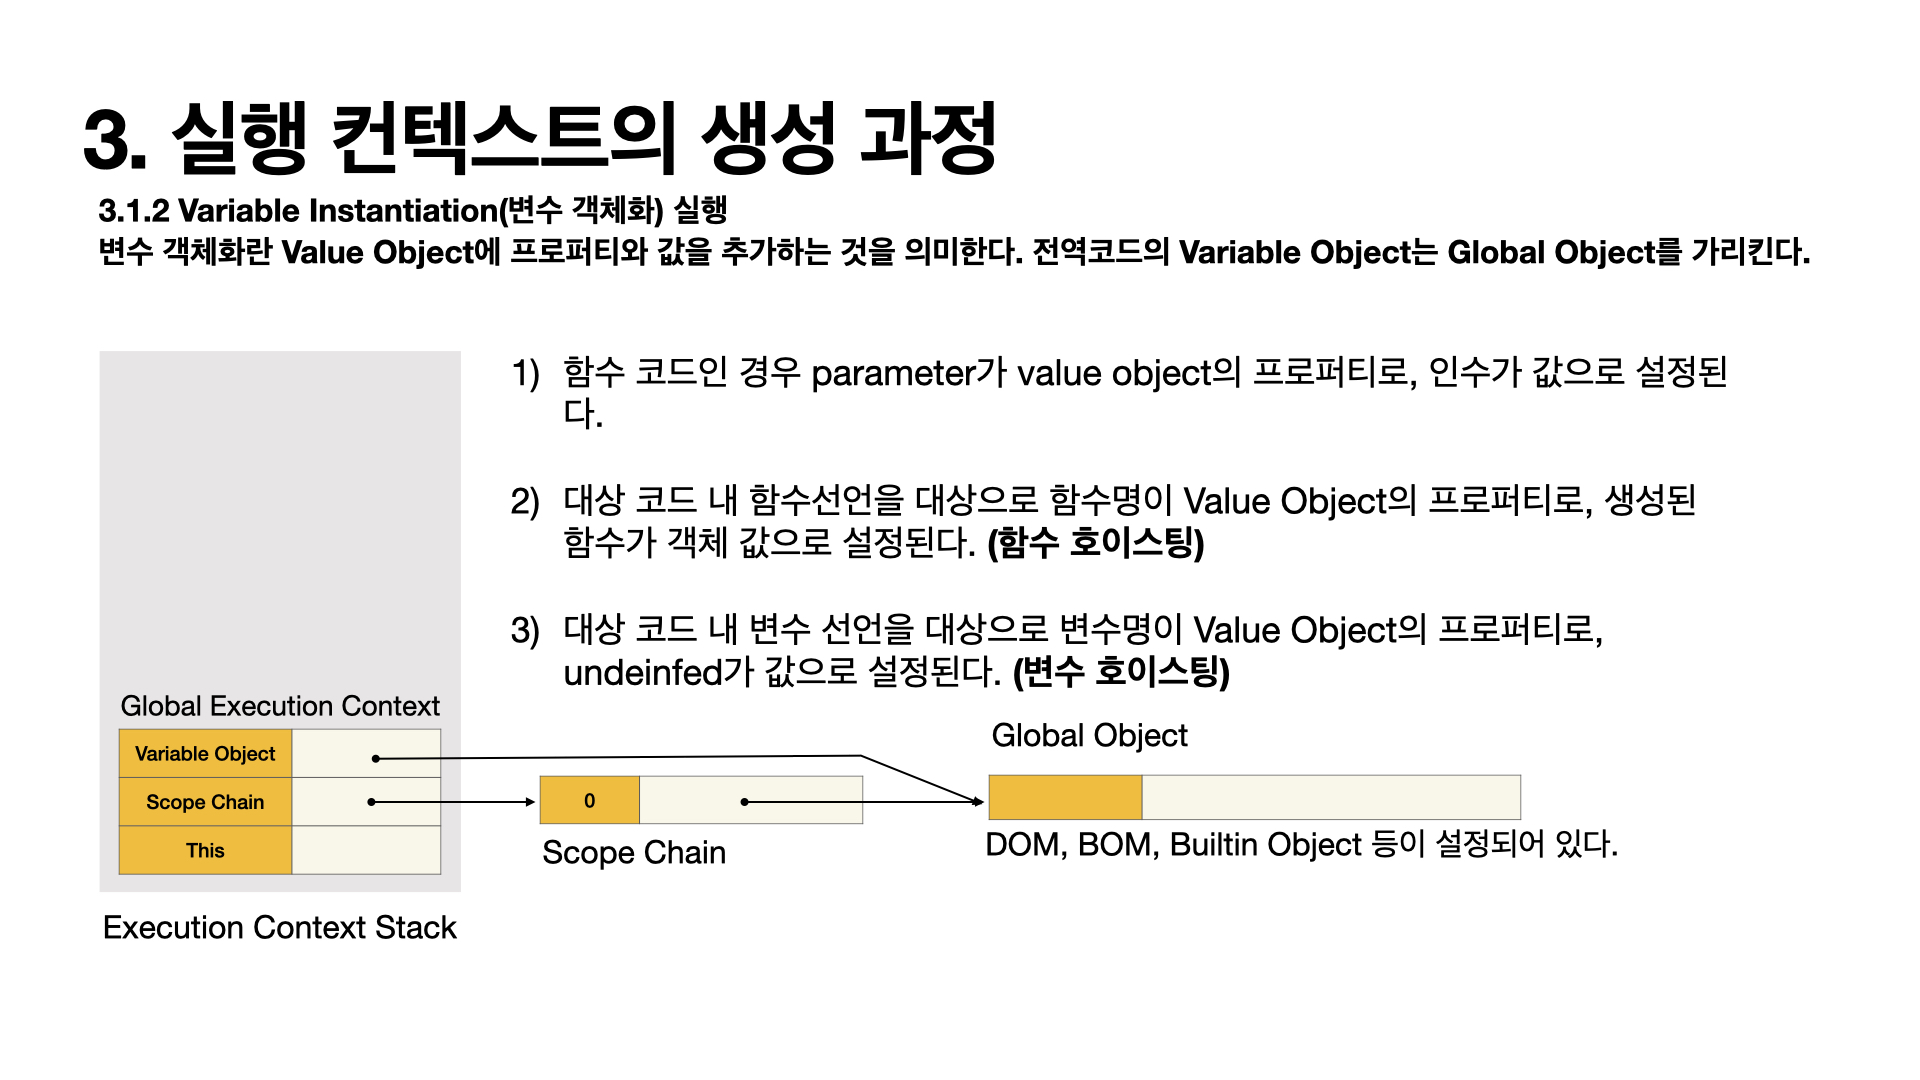 3. 실행 컨텍스트의 생성 과정
3.1.2 Variable Instantiation(변수 객체화) 실행
변수 객체화란 Value Object에 프로퍼티와 값을 추가하는 것을 의미한다. 전역코드의 Variable Object는 Global Object를 가리킨다.
1) 함수 코드인 경우 parameter가 value object의 프로퍼티로, 인수가 값으로 설정된
다.
2) 대상 코드 내 함수선언을 대상으로 함수명이 Value Object의 프로퍼티로, 생성된
함수가 객체 값으로 설정된다. (함수 호이스팅)
3) 대상 코드 내 변수 선언을 대상으로 변수명이 Value Object의 프로퍼티로,
undeinfed가 값으로 설정된다. (변수 호이스팅)
Global Execution Context
Variable Object
Scope Chain
This
Execution Context Stack
0
Scope Chain
Global Object
DOM, BOM, Builtin Object 등이 설정되어 있다.